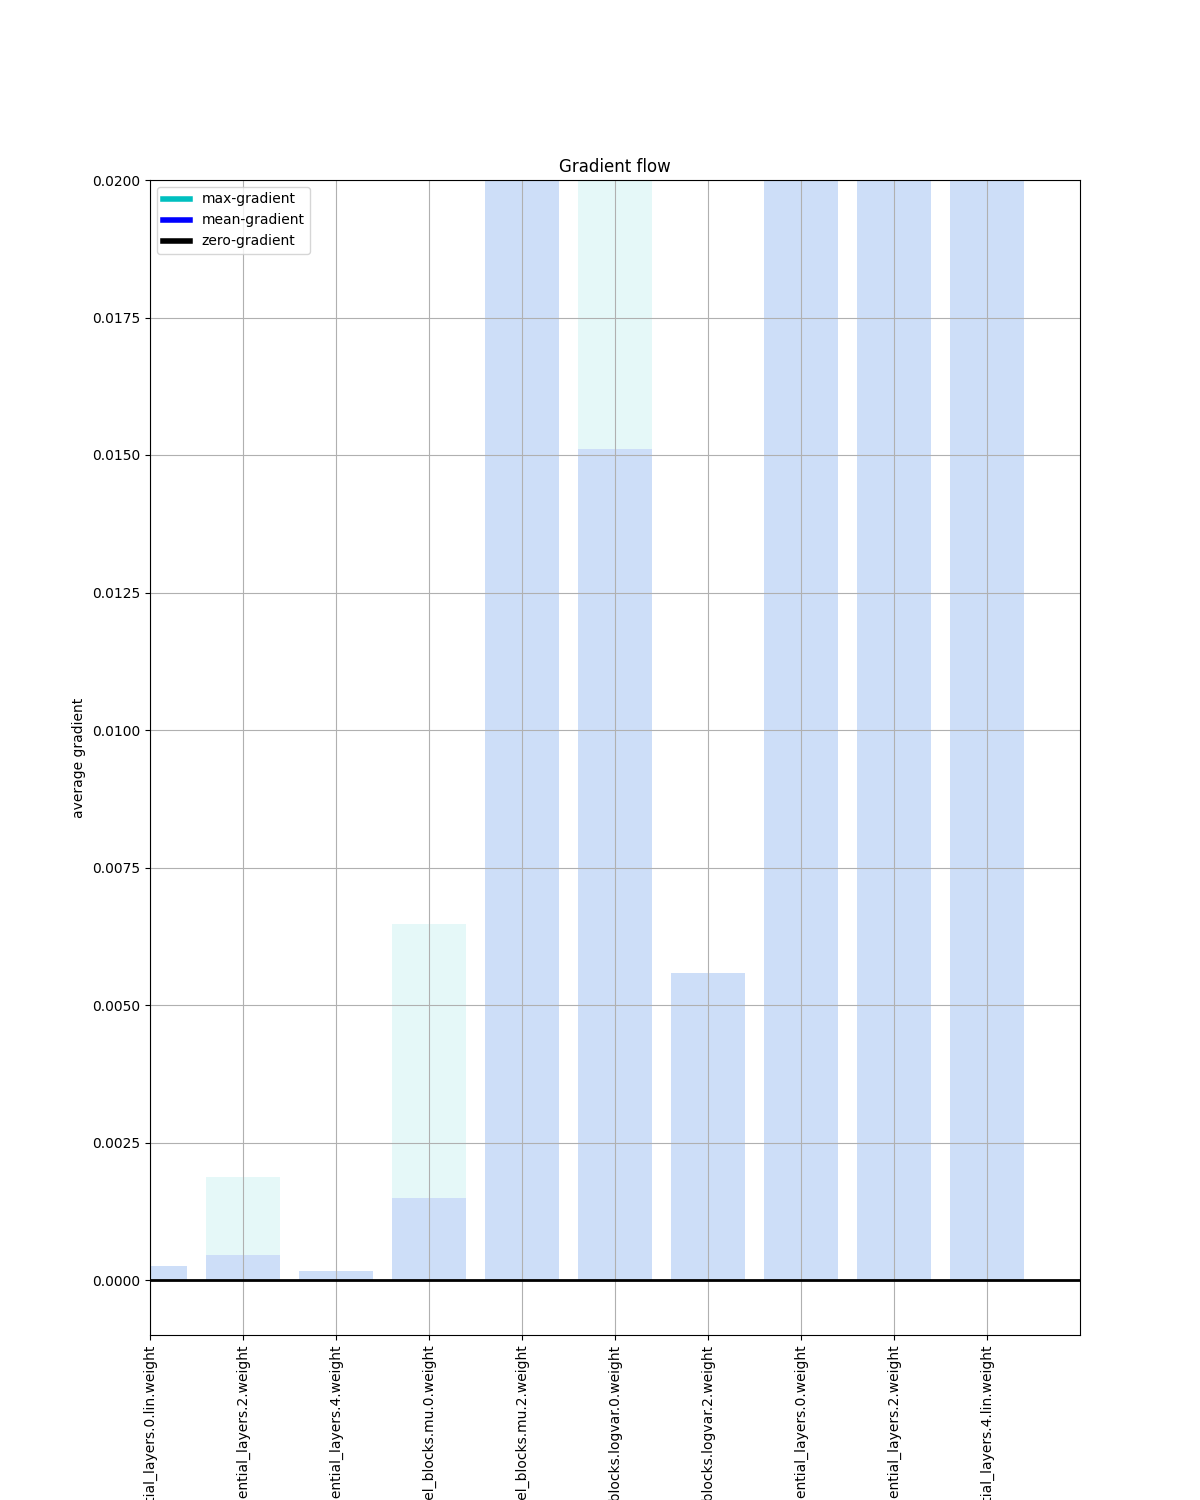 Gradient flow
max-gradient
mean-gradient
zero-gradient
0.0200
0.0175
0.0150
0.0125
0.0100
0.0075
0.0050
0.0025
0.0000
average gradient
tial_layers.0.lin.weight
ential_layers.2.weight
ential_layers.4.weight
el_blocks.mu.0.weight
el_blocks.mu.2.weight
blocks.logvar.0.weight
blocks.logvar.2.weight
ential_layers.0.weight
ential_layers.2.weight
tial_layers.4.lin.weight